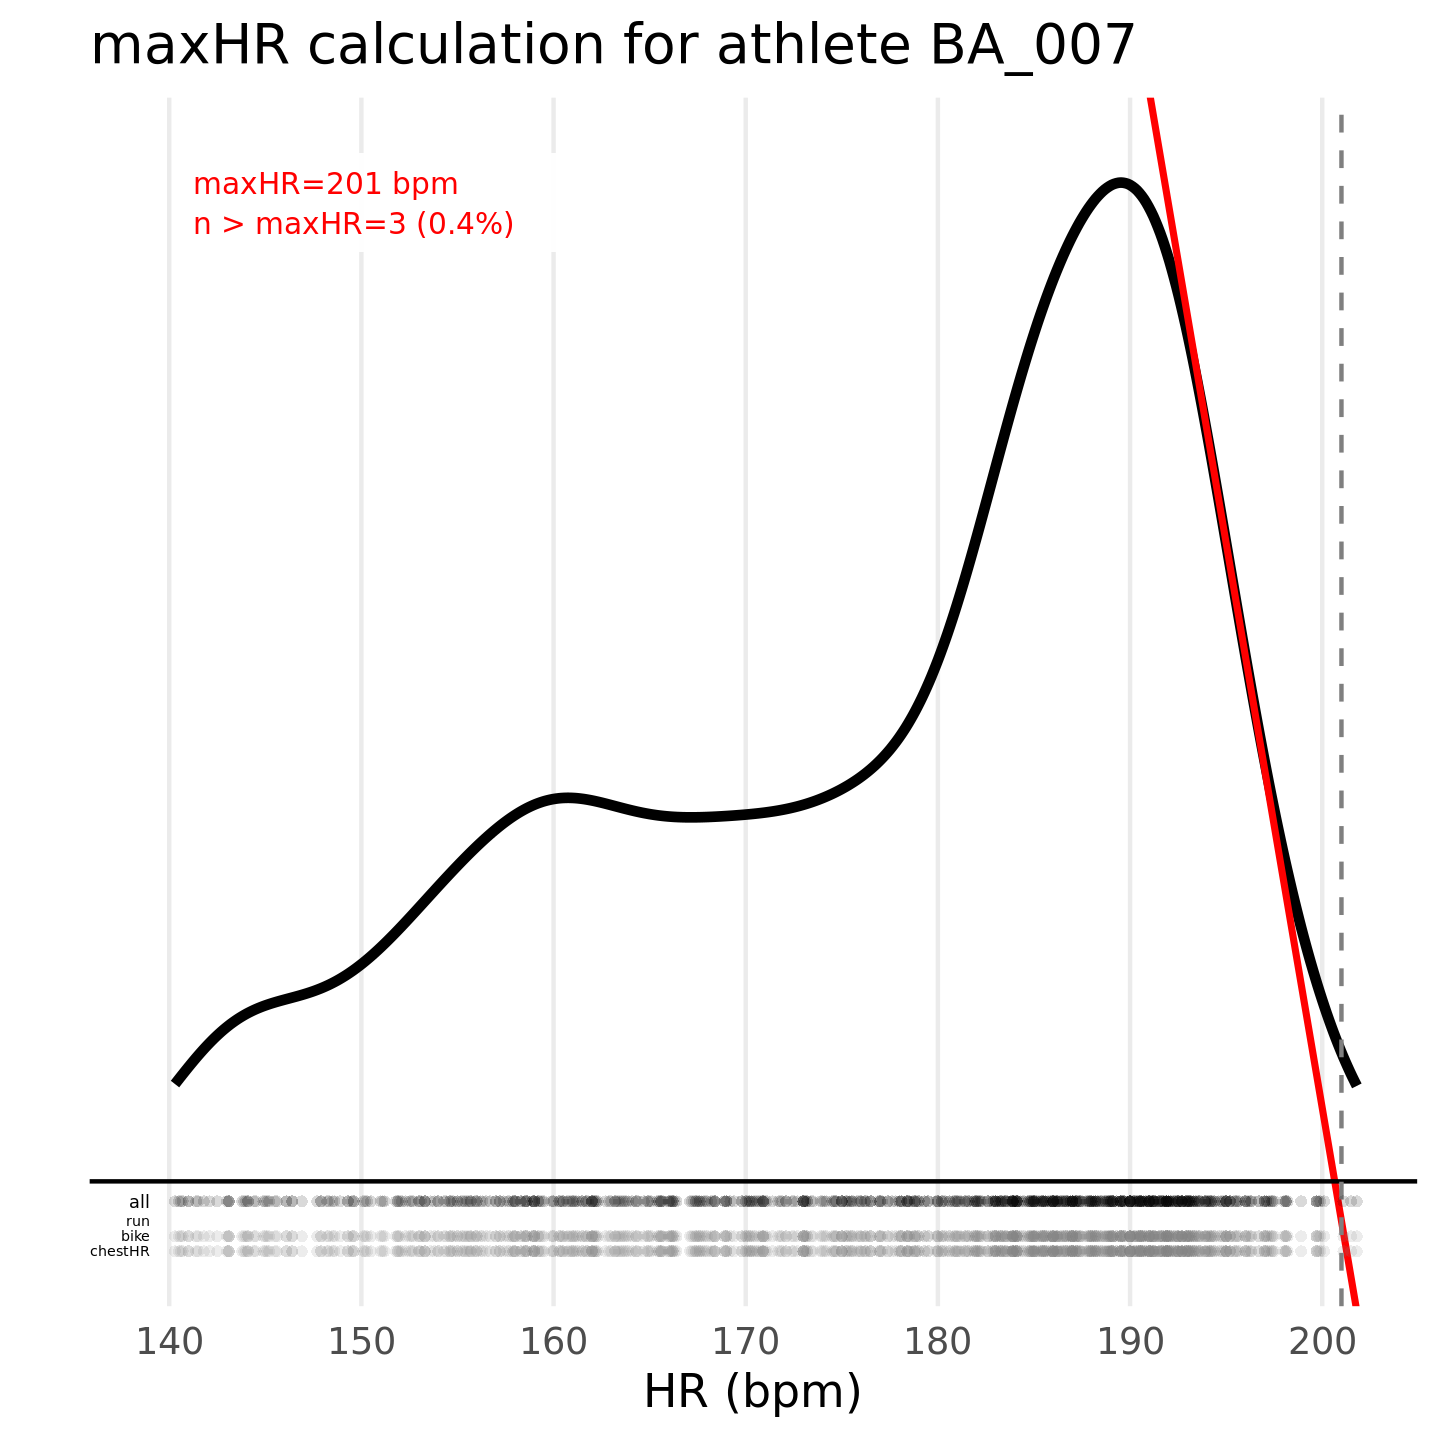 maxHR calculation for athlete BA_007
maxHR=201 bpm
n > maxHR=3 (0.4%)
all
run
bike
chestHR
140 150 160 170 180 190 200
HR (bpm)